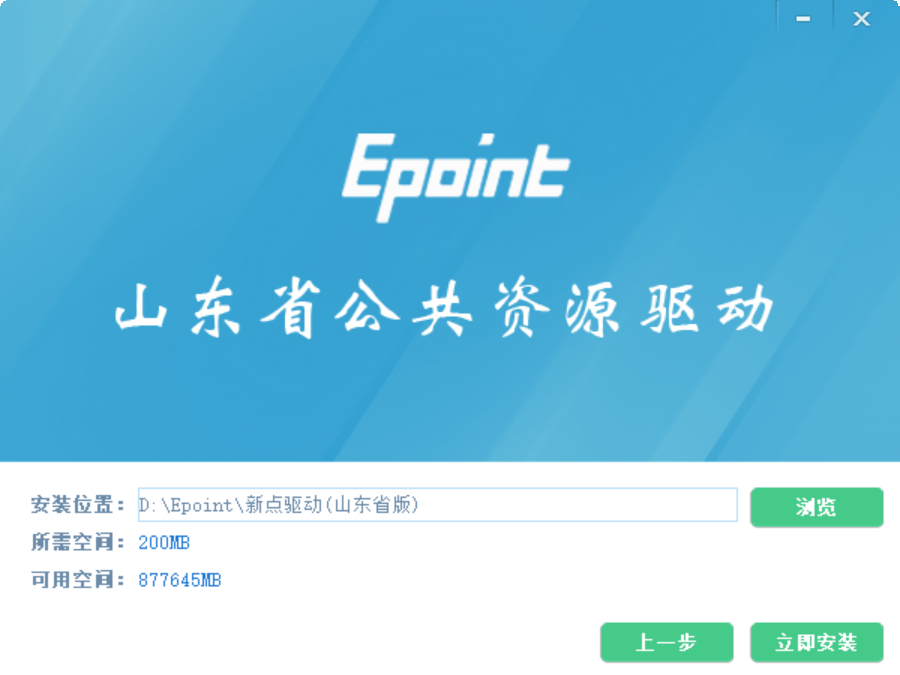 Epoint
山东省公共资源驱动
安装位置： D:\Epoint\新点驱动(山东省版) 浏览
所需空间： 200MB
可用空间： 877645MB
上一步 立即安装